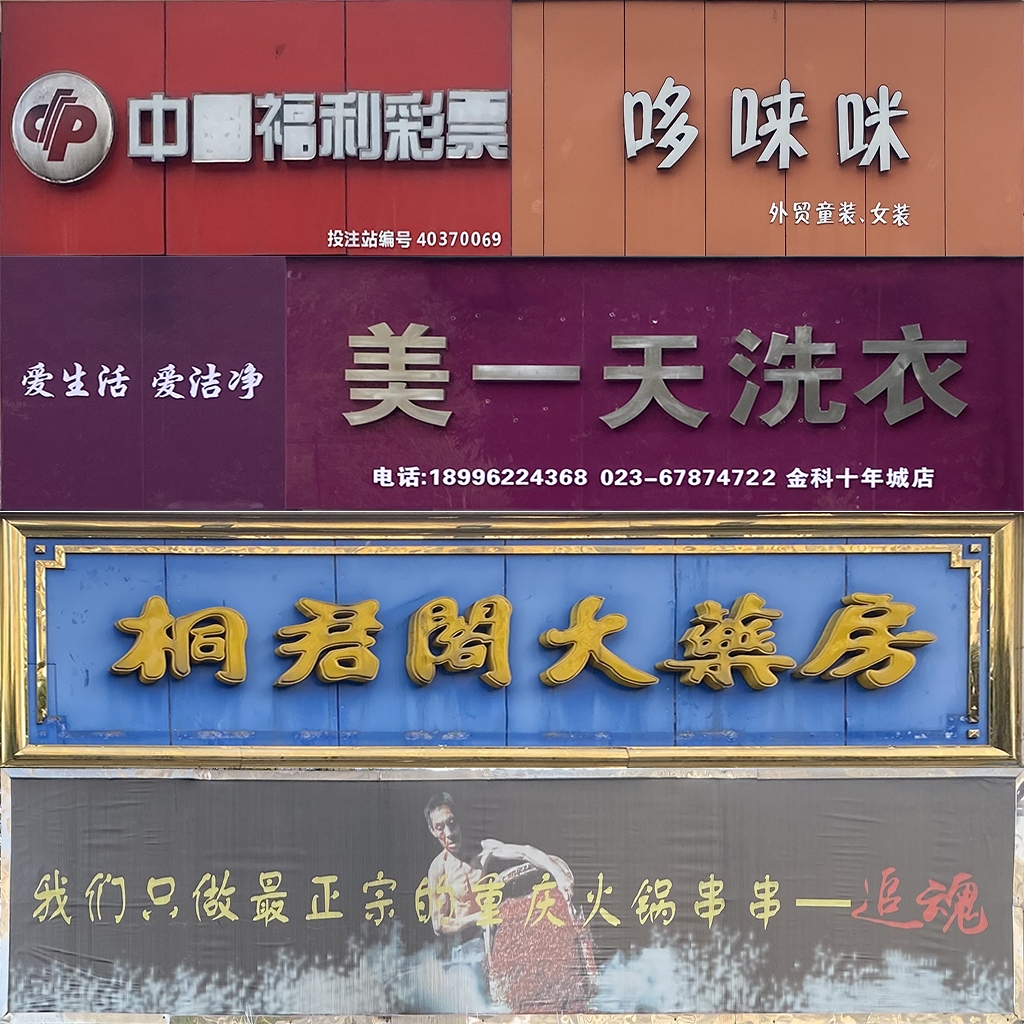 中国福利彩票
投注站编号 40370069
哆唻咪
外贸童装、女装
爱生活 爱洁净
美一天洗衣
电话:18996224368 023-67874722 金科十年城店
桐君阁大藥房
我们只做最正宗的重庆火锅串串—追魂